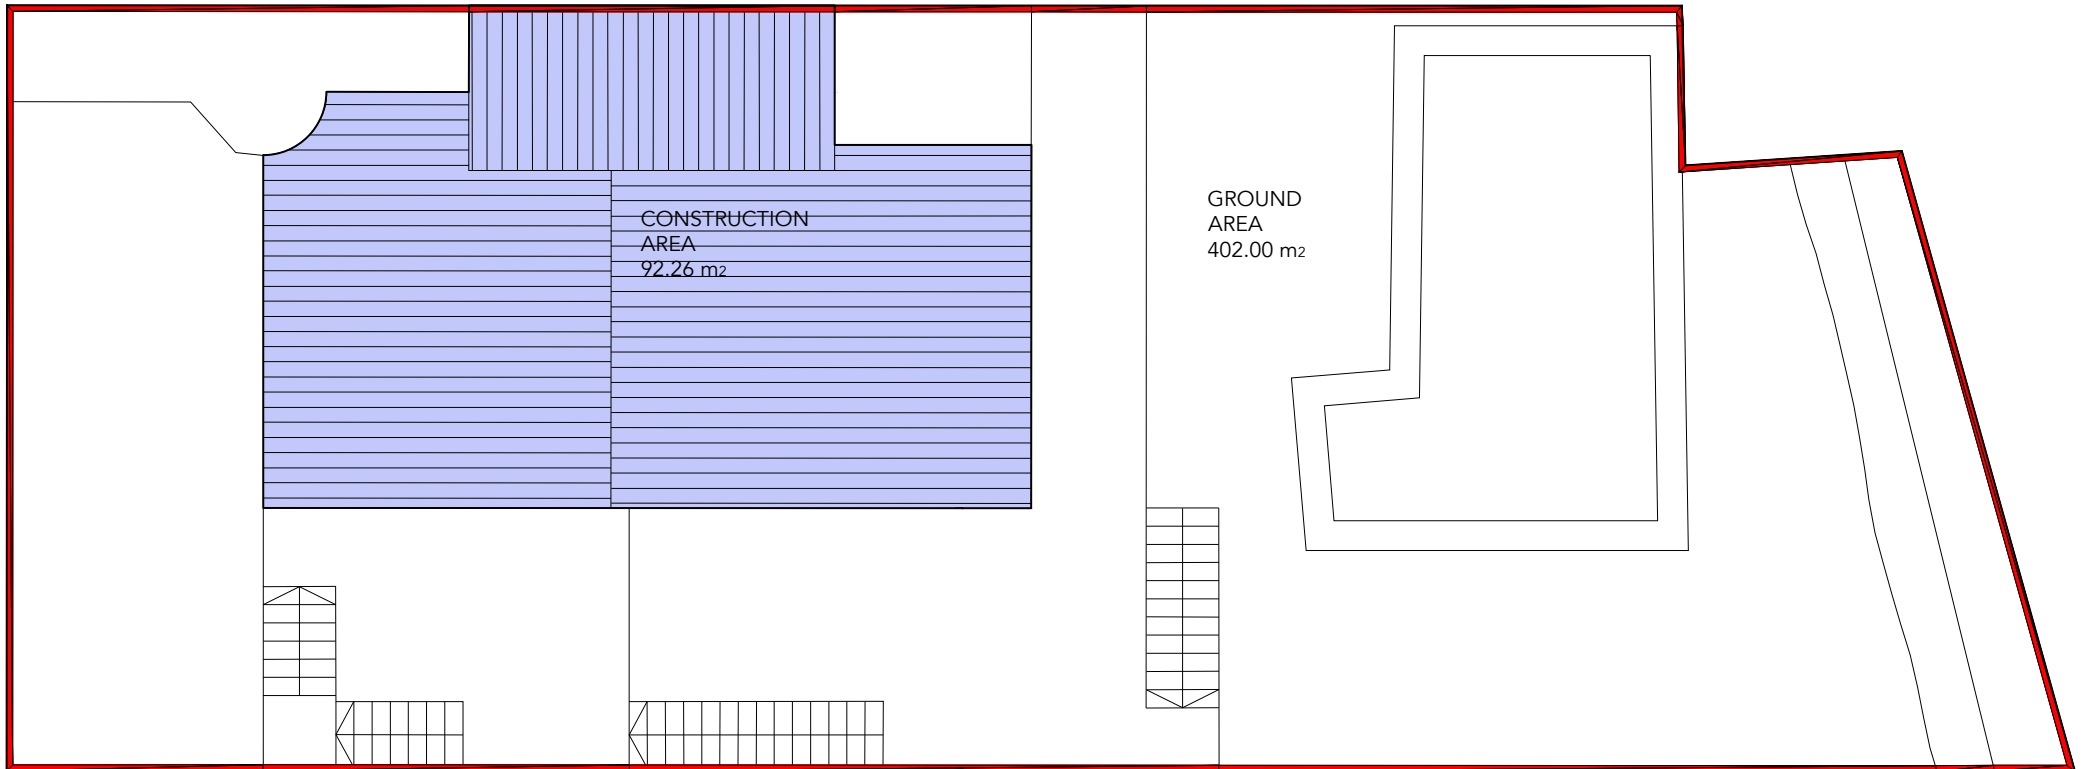 CONSTRUCTION
AREA
92.26 m2
GROUND
AREA
402.00 m2